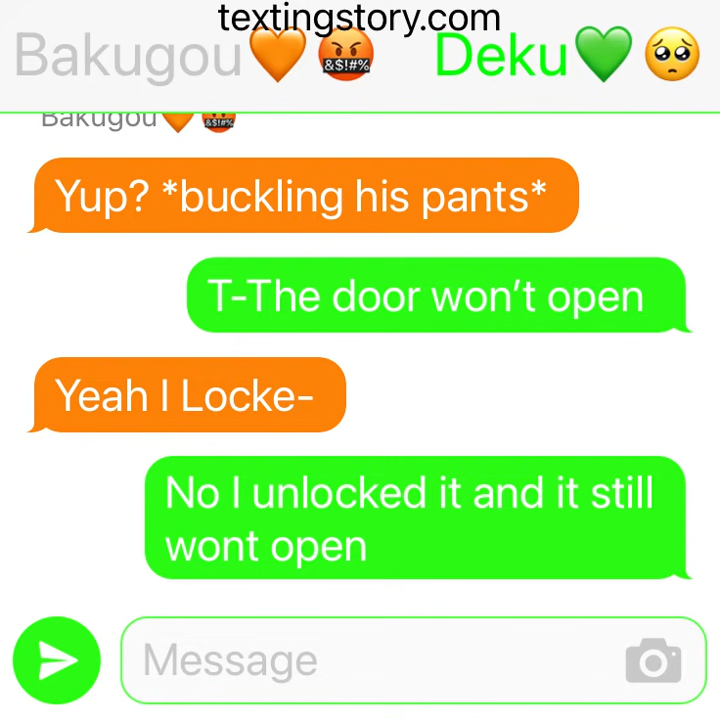 textingstory.com
Bakugou🧡🤬 Deku💚🥺
Bakugou🧡🤬
Yup? *buckling his pants*
T-The door won’t open
Yeah I Locke-
No I unlocked it and it still
wont open
Message